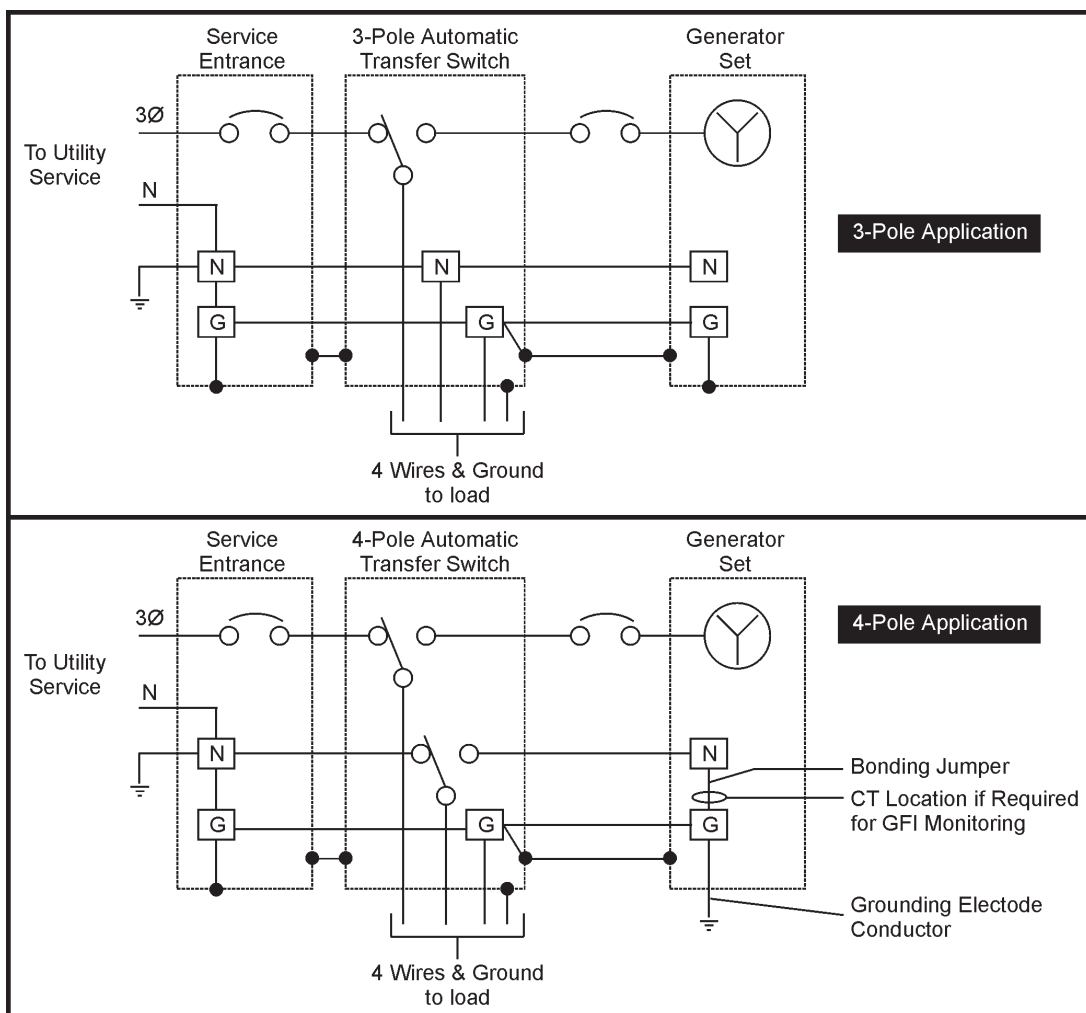 Service
Entrance
3-Pole Automatic
Transfer Switch
Generator
Set
3Ø
To Utility
Service
N
N
N
N
G
G
G
3-Pole Application
4 Wires & Ground
to load
Service
Entrance
4-Pole Automatic
Transfer Switch
Generator
Set
3Ø
4-Pole Application
To Utility
Service
N
N
N
Bonding Jumper
CT Location if Required
for GFI Monitoring
G
G
G
Grounding Electode
Conductor
4 Wires & Ground
to load